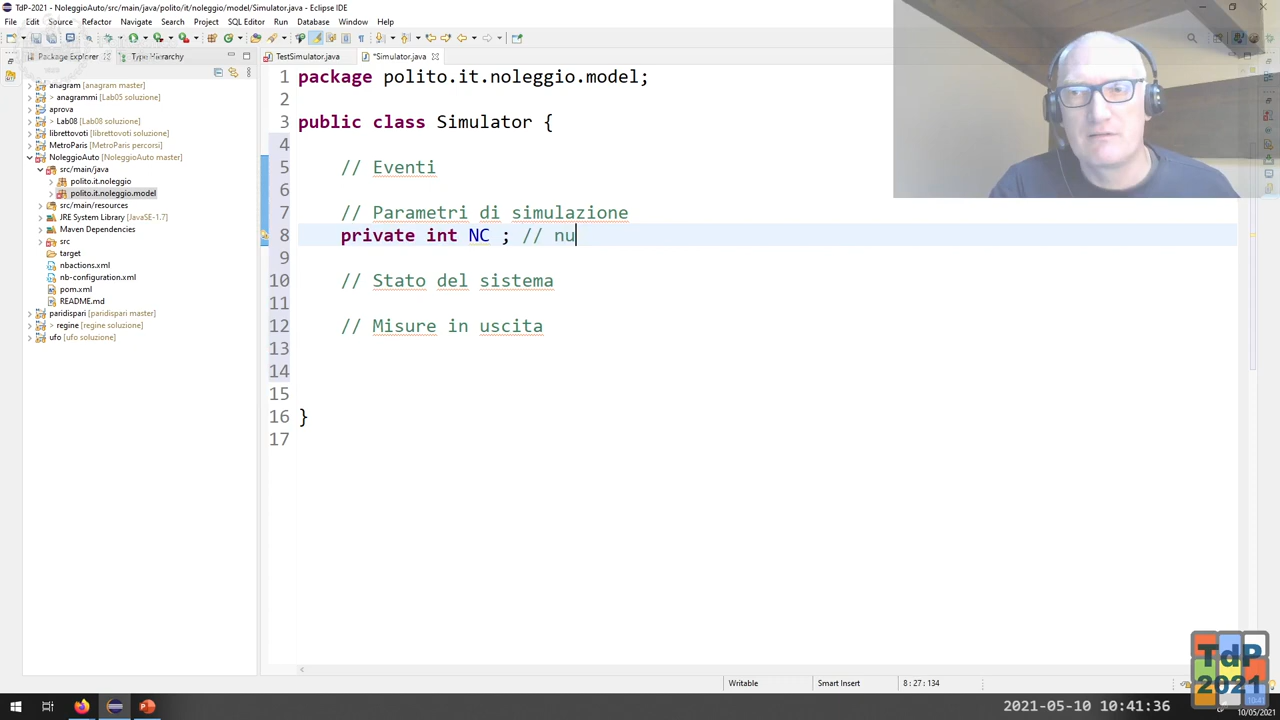 TdP-2021 - NoleggioAuto/src/main/java/polito/it/noleggio/model/Simulator.java - Eclipse IDE
File Edit Source Refactor Navigate Search Project SQL Editor Run Database Window Help
Package Explorer Type Hierarchy
TestSimulator.java *Simulator.java
anagram [anagram master]
> anagrammi [Lab05 soluzione]
aprova
> Lab08 [Lab08 soluzione]
librettovoti [librettovoti soluzione]
MetroParis [MetroParis percorsi]
NoleggioAuto [NoleggioAuto master]
src/main/java
polito.it.noleggio
polito.it.noleggio.model
src/main/resources
JRE System Library [JavaSE-1.7]
Maven Dependencies
src
target
nbactions.xml
nb-configuration.xml
pom.xml
README.md
paridispari [paridispari master]
> regine [regine soluzione]
ufo [ufo soluzione]
1 package polito.it.noleggio.model;
2
3 public class Simulator {
4
5 // Eventi
6
7 // Parametri di simulazione
8 private int NC ; // nu
9
10 // Stato del sistema
11
12 // Misure in uscita
13
14
15
16 }
17
Writable Smart Insert 8 : 27 : 134
TdP
2021
2021-05-10 10:41:36
10:41
10/05/2021